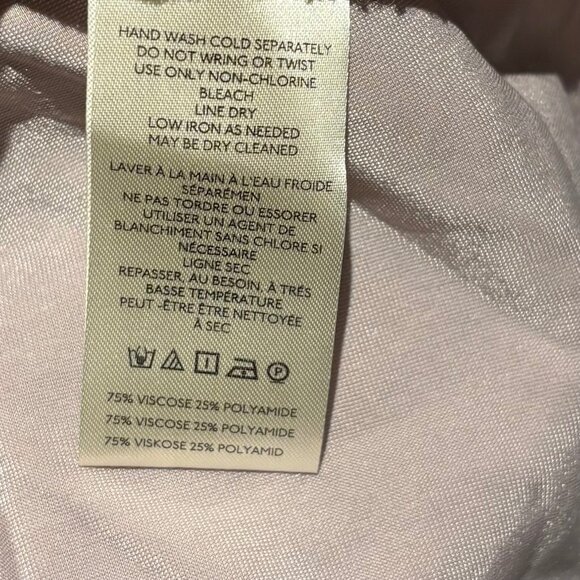 HAND WASH COLD SEPARATELY
DO NOT WRING OR TWIST
USE ONLY NON-CHLORINE
BLEACH
LINE DRY
LOW IRON AS NEEDED
MAY BE DRY CLEANED
LAVER À LA MAIN À L'EAU FROIDE
SÉPARÉMEN
NE PAS TORDRE OU ESSORER
UTILISER UN AGENT DE
BLANCHIMENT SANS CHLORE SI
NÉCESSAIRE
LIGNE SEC
REPASSER, AU BESOIN, À TRÉS
BASSE TEMPÉRATURE
PEUT -ÊTRE ÊTRE NETTOYÉE
À SEC
P
75% VISCOSE 25% POLYAMIDE
75% VISCOSE 25% POLYAMIDE
75% VISKOSE 25% POLYAMID